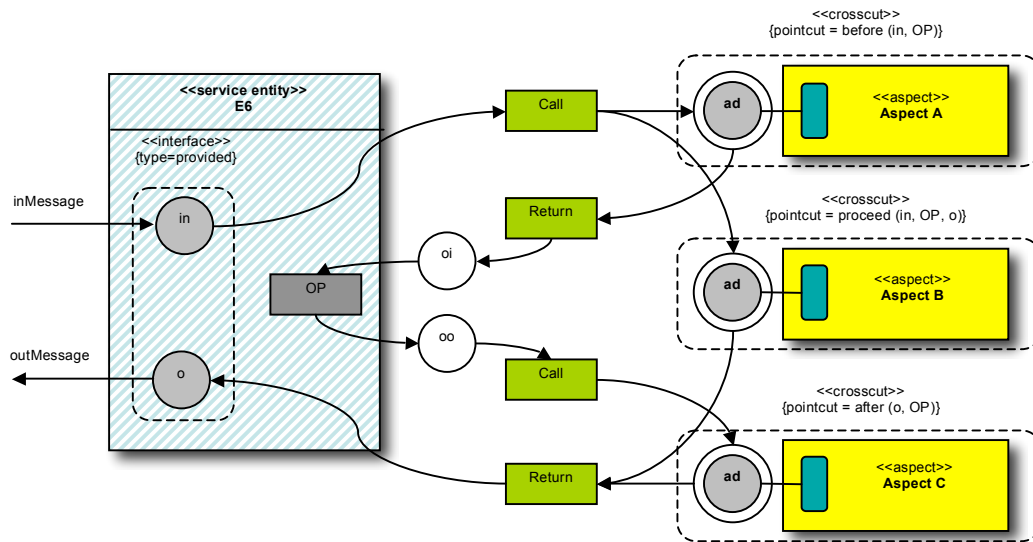 <<crosscut>>
{pointcut = before (in, OP)}
<<service entity>>
E6
Call
ad
<<aspect>>
Aspect A
<<interface>>
{type=provided}
inMessage
in
Return
<<crosscut>>
{pointcut = proceed (in, OP, o)}
oi
OP
ad
<<aspect>>
Aspect B
oo
outMessage
o
Call
<<crosscut>>
{pointcut = after (o, OP)}
Return
ad
<<aspect>>
Aspect C